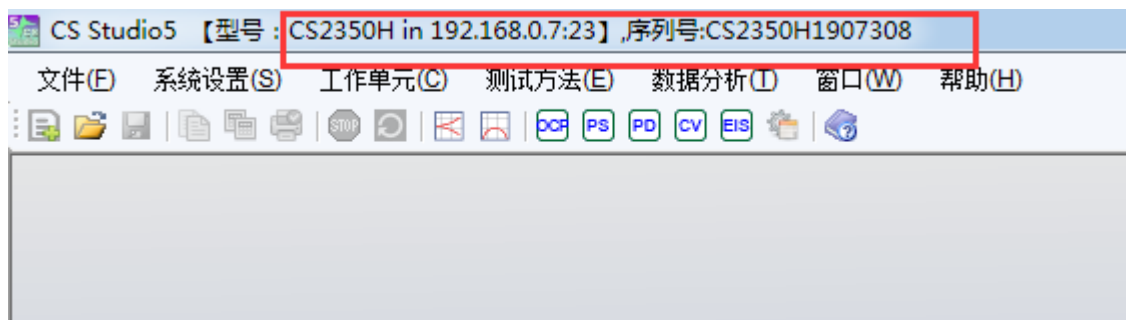 CS Studio5 【型号 : CS2350H in 192.168.0.7:23】 ,序列号:CS2350H1907308
文件(F) 系统设置(S) 工作单元(C) 测试方法(E) 数据分析(T) 窗口(W) 帮助(H)
STOP OCP PS PD CV EIS